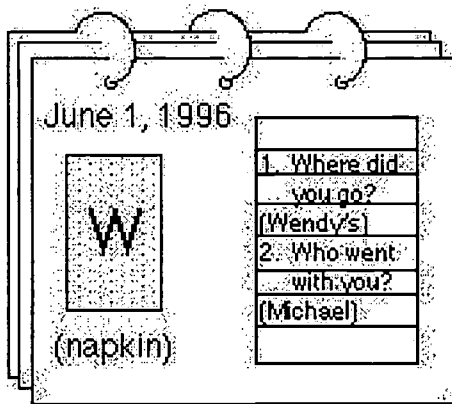 June 1, 1996
W
(napkin)
1. Where did
you go?
(Wendy's)
2. Who went
with you?
(Michael)